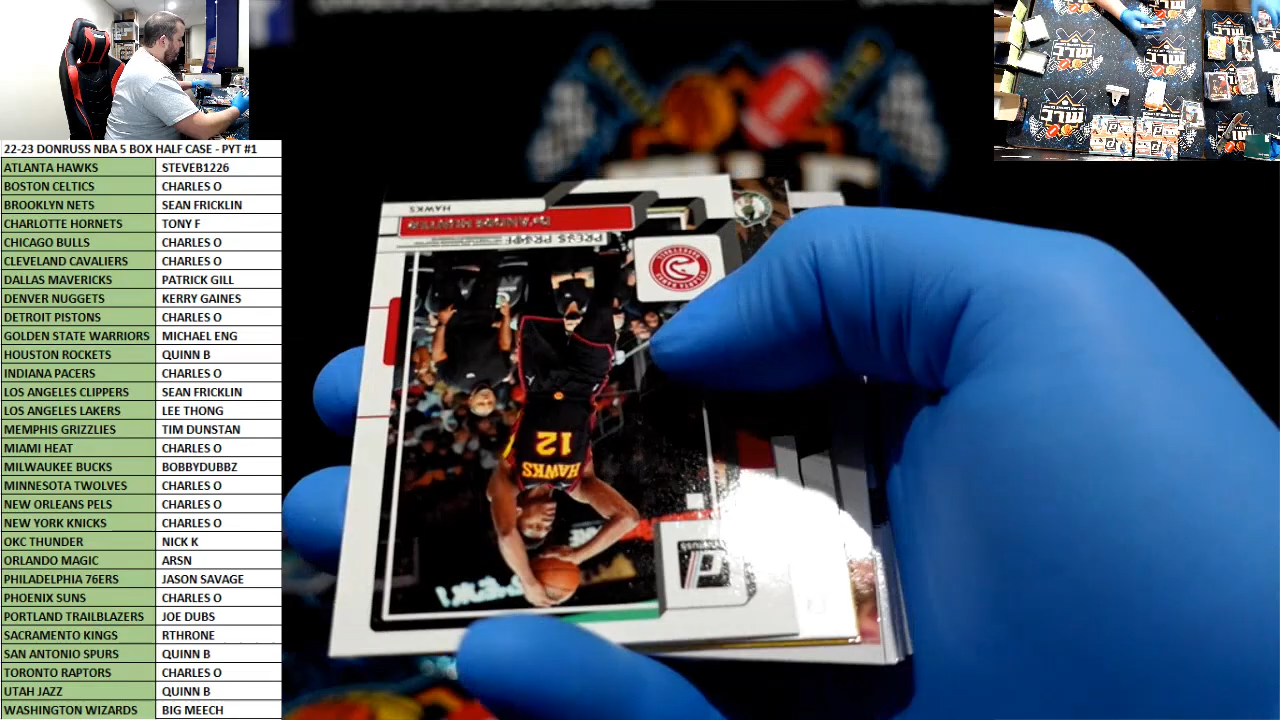 22-23 DONRUSS NBA 5 BOX HALF CASE - PYT #1
ATLANTA HAWKS STEVEB1226
BOSTON CELTICS CHARLES O
BROOKLYN NETS SEAN FRICKLIN
CHARLOTTE HORNETS TONY F
CHICAGO BULLS CHARLES O
CLEVELAND CAVALIERS CHARLES O
DALLAS MAVERICKS PATRICK GILL
DENVER NUGGETS KERRY GAINES
DETROIT PISTONS CHARLES O
GOLDEN STATE WARRIORS MICHAEL ENG
HOUSTON ROCKETS QUINN B
INDIANA PACERS CHARLES O
LOS ANGELES CLIPPERS SEAN FRICKLIN
LOS ANGELES LAKERS LEE THONG
MEMPHIS GRIZZLIES TIM DUNSTAN
MIAMI HEAT CHARLES O
MILWAUKEE BUCKS BOBBYDUBBZ
MINNESOTA TWOLVES CHARLES O
NEW ORLEANS PELS CHARLES O
NEW YORK KNICKS CHARLES O
OKC THUNDER NICK K
ORLANDO MAGIC ARSN
PHILADELPHIA 76ERS JASON SAVAGE
PHOENIX SUNS CHARLES O
PORTLAND TRAILBLAZERS JOE DUBS
SACRAMENTO KINGS RTHRONE
SAN ANTONIO SPURS QUINN B
TORONTO RAPTORS CHARLES O
UTAH JAZZ QUINN B
WASHINGTON WIZARDS BIG MEECH
HAWKS
DE'ANDRE HUNTER
PRESS PROOF
12
HAWKS